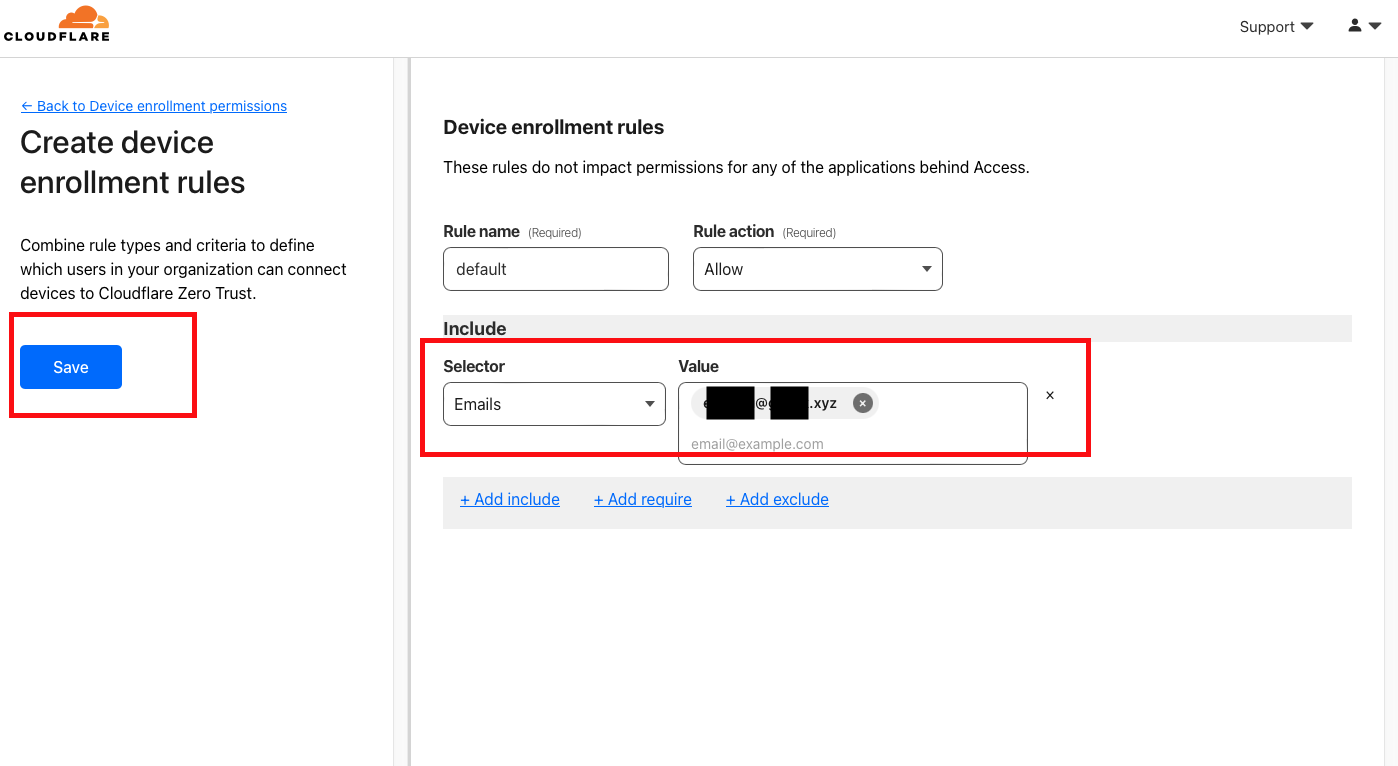 CLOUDFLARE
Support
← Back to Device enrollment permissions
Create device
enrollment rules
Combine rule types and criteria to define
which users in your organization can connect
devices to Cloudflare Zero Trust.
Save
Device enrollment rules
These rules do not impact permissions for any of the applications behind Access.
Rule name (Required)
Rule action (Required)
default
Allow
Include
Selector
Value
Emails
@ .xyz
email@example.com
+ Add include
+ Add require
+ Add exclude